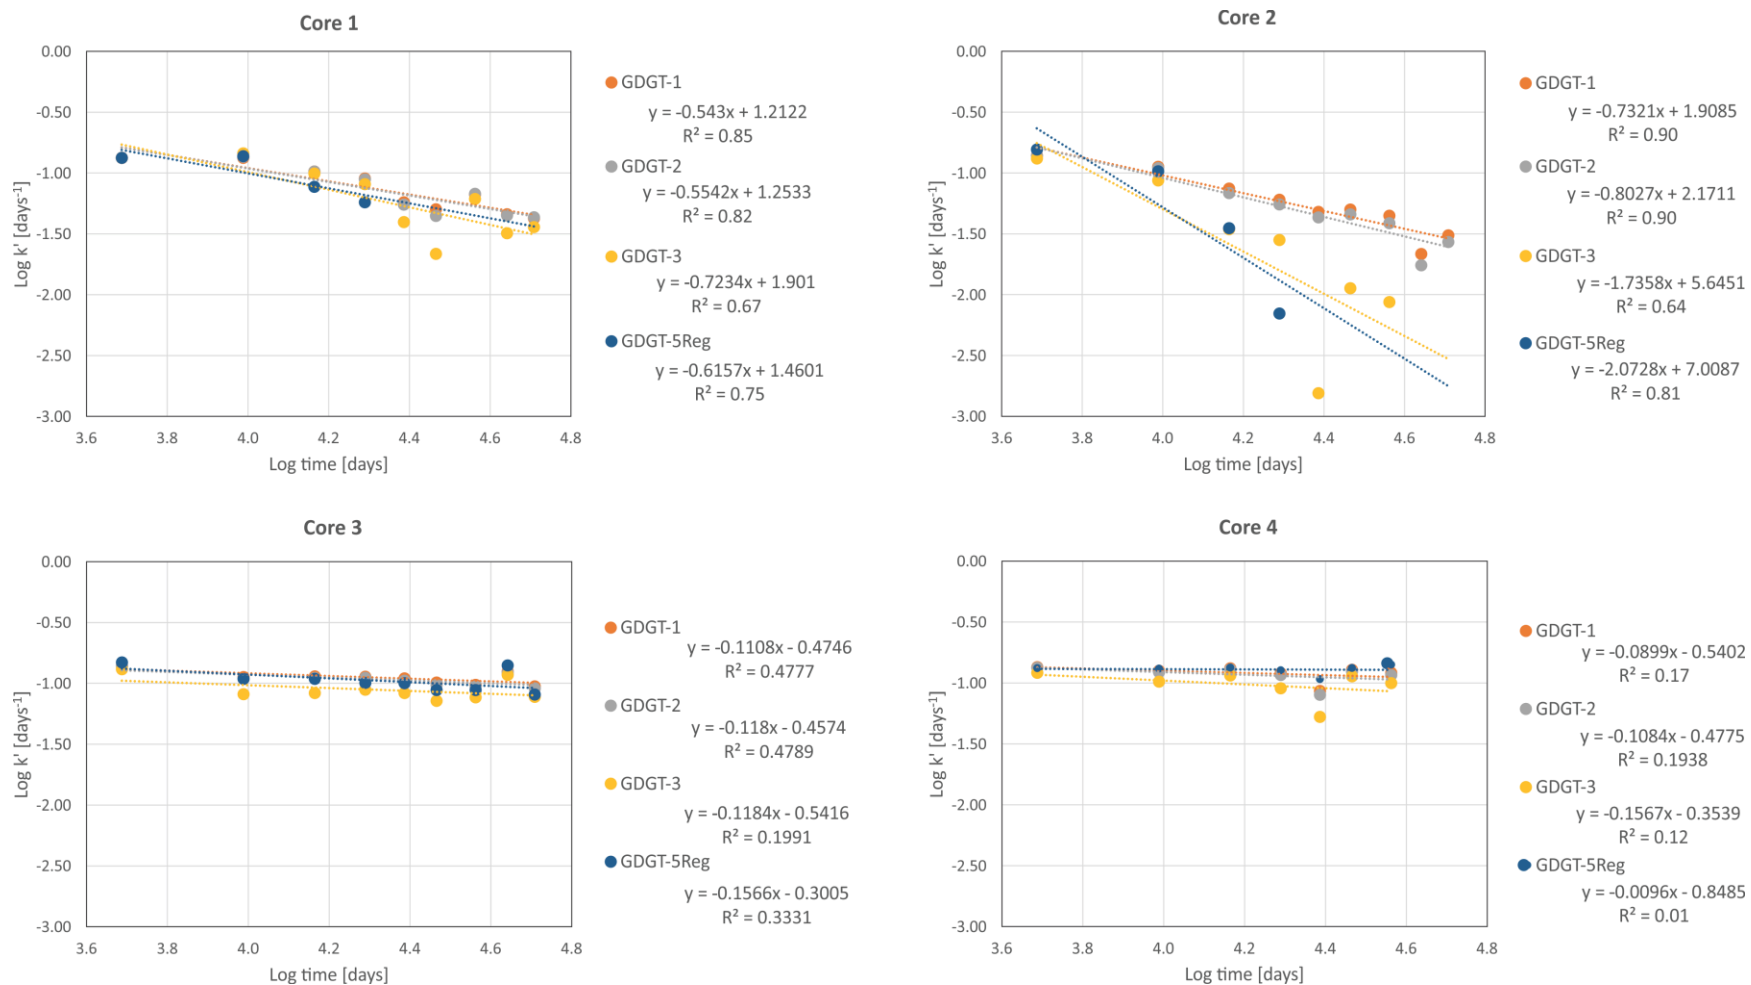 Core 1
0.00
-0.50
-1.00
-1.50
-2.00
-2.50
-3.00
Log k' [days⁻¹]
3.6 3.8 4.0 4.2 4.4 4.6 4.8
Log time [days]
GDGT-1
y = -0.543x + 1.2122
R² = 0.85
GDGT-2
y = -0.5542x + 1.2533
R² = 0.82
GDGT-3
y = -0.7234x + 1.901
R² = 0.67
GDGT-5Reg
y = -0.6157x + 1.4601
R² = 0.75
Core 2
0.00
-0.50
-1.00
-1.50
-2.00
-2.50
-3.00
Log k' [days⁻¹]
3.6 3.8 4.0 4.2 4.4 4.6 4.8
Log time [days]
GDGT-1
y = -0.7321x + 1.9085
R² = 0.90
GDGT-2
y = -0.8027x + 2.1711
R² = 0.90
GDGT-3
y = -1.7358x + 5.6451
R² = 0.64
GDGT-5Reg
y = -2.0728x + 7.0087
R² = 0.81
Core 3
0.00
-0.50
-1.00
-1.50
-2.00
-2.50
-3.00
Log k' [days⁻¹]
3.6 3.8 4.0 4.2 4.4 4.6 4.8
Log time [days]
GDGT-1
y = -0.1108x - 0.4746
R² = 0.4777
GDGT-2
y = -0.118x - 0.4574
R² = 0.4789
GDGT-3
y = -0.1184x - 0.5416
R² = 0.1991
GDGT-5Reg
y = -0.1566x - 0.3005
R² = 0.3331
Core 4
0.00
-0.50
-1.00
-1.50
-2.00
-2.50
-3.00
Log k' [days⁻¹]
3.6 3.8 4.0 4.2 4.4 4.6 4.8
Log time [days]
GDGT-1
y = -0.0899x - 0.5402
R² = 0.17
GDGT-2
y = -0.1084x - 0.4775
R² = 0.1938
GDGT-3
y = -0.1567x - 0.3539
R² = 0.12
GDGT-5Reg
y = -0.0096x - 0.8485
R² = 0.01